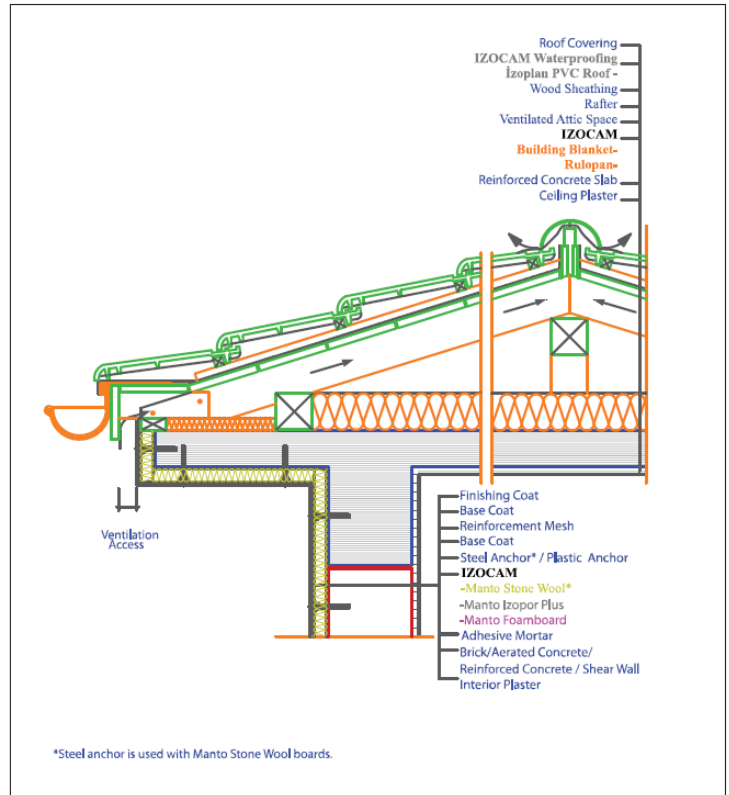 Roof Covering
IZOCAM Waterproofing
İzoplan PVC Roof -
Wood Sheathing
Rafter
Ventilated Attic Space
IZOCAM
Building Blanket-
Rulopan-
Reinforced Concrete Slab
Ceiling Plaster
Ventilation
Access
Finishing Coat
Base Coat
Reinforcement Mesh
Base Coat
Steel Anchor* / Plastic Anchor
IZOCAM
-Manto Stone Wool*
-Manto Izopor Plus
-Manto Foamboard
Adhesive Mortar
Brick/Aerated Concrete/
Reinforced Concrete / Shear Wall
Interior Plaster
*Steel anchor is used with Manto Stone Wool boards.